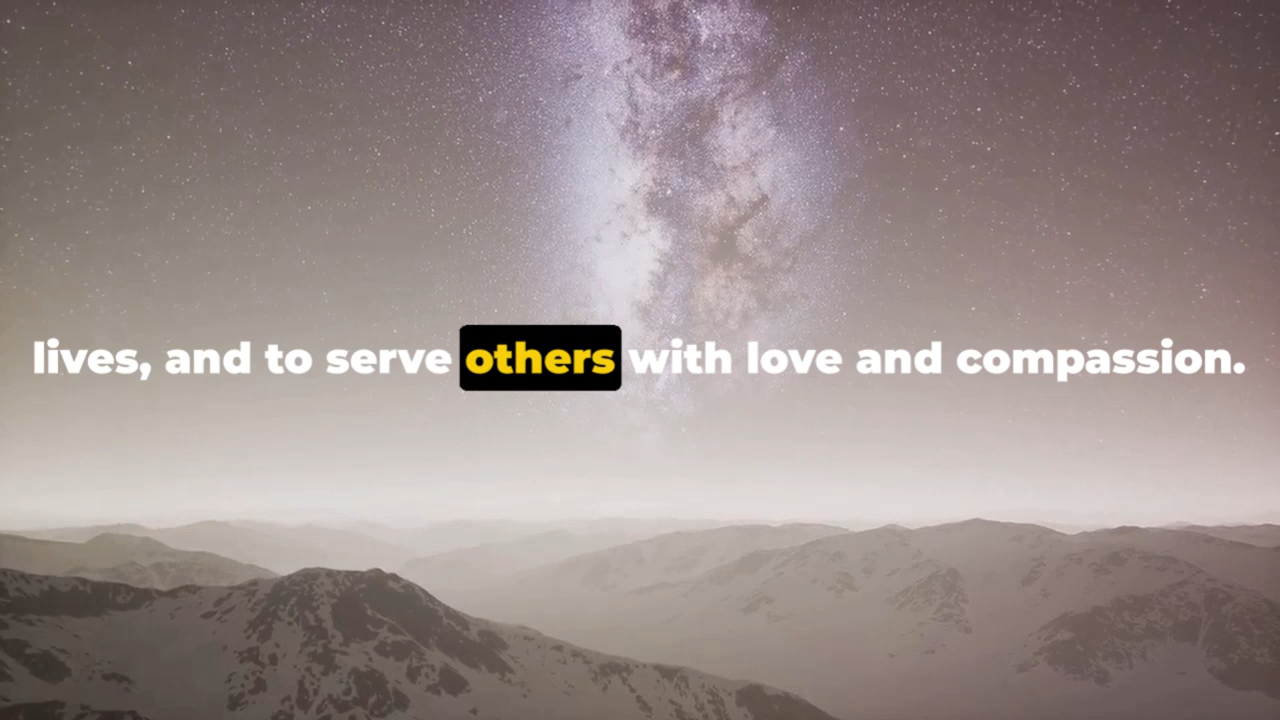 lives, and to serve others with love and compassion.